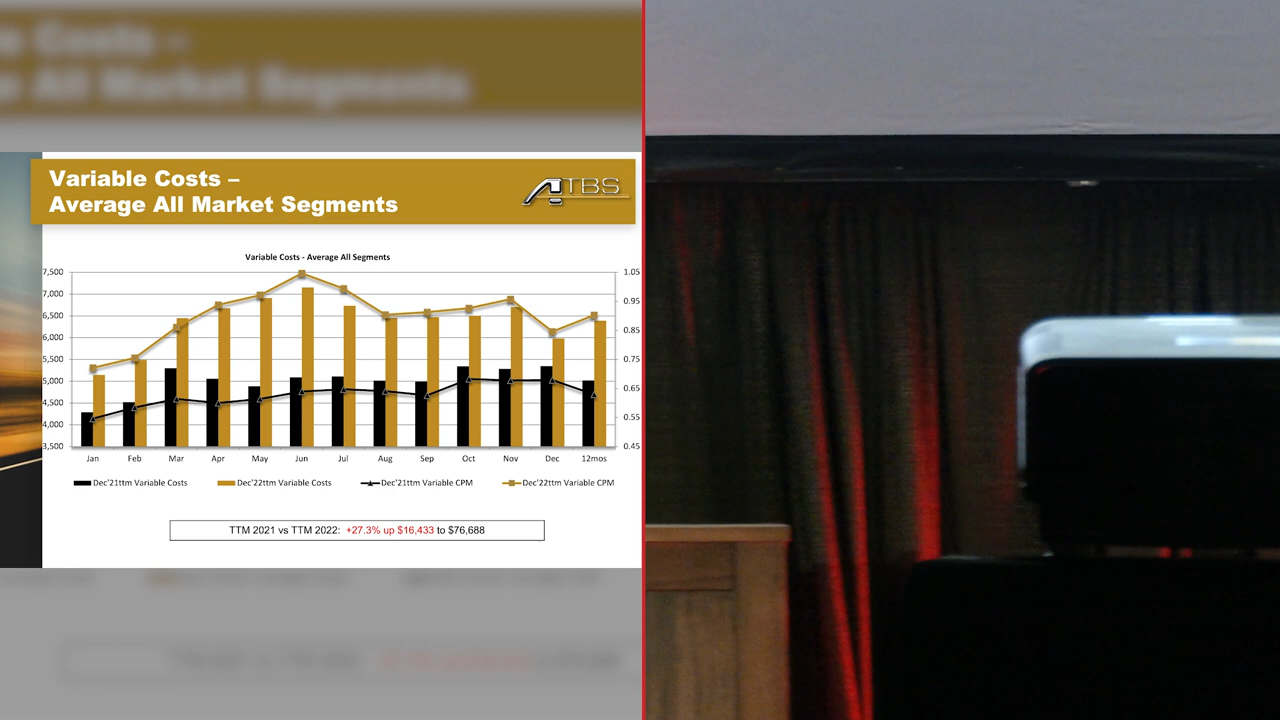 Variable Costs –
Average All Market Segments
ATBS
Variable Costs - Average All Segments
7,500
7,000
6,500
6,000
5,500
5,000
4,500
4,000
3,500
1.05
0.95
0.85
0.75
0.65
0.55
0.45
Jan Feb Mar Apr May Jun Jul Aug Sep Oct Nov Dec 12mos
Dec'21ttm Variable Costs Dec'22ttm Variable Costs Dec'21ttm Variable CPM Dec'22ttm Variable CPM
TTM 2021 vs TTM 2022: +27.3% up $16,433 to $76,688